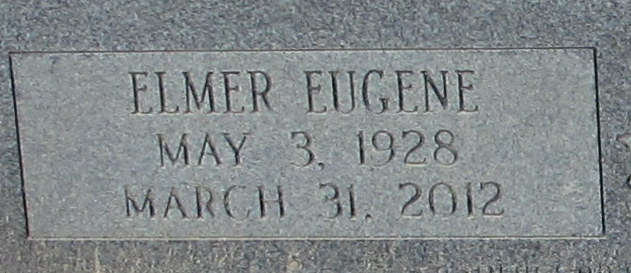 ELMER EUGENE
MAY 3, 1928
MARCH 31, 2012